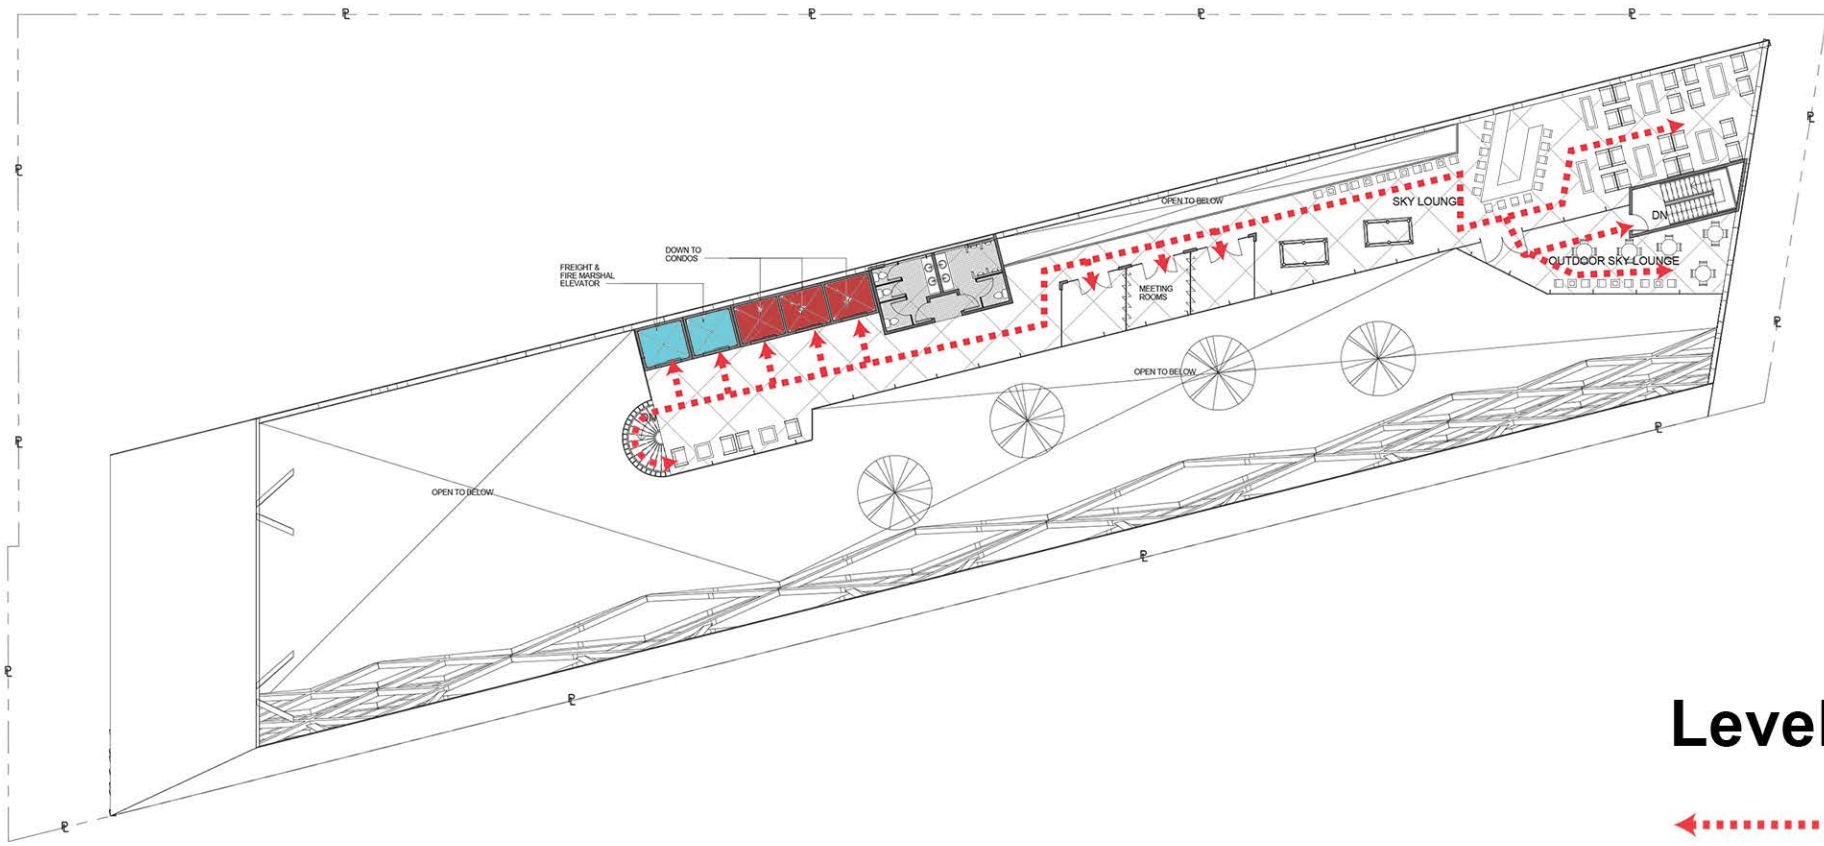 OPEN TO BELOW
SKY LOUNGE
DN
OUTDOOR SKY LOUNGE
DOWN TO
CONDOS
FREIGHT &
FIRE MARSHAL
ELEVATOR
MEETING
ROOMS
OPEN TO BELOW
OPEN TO BELOW
Level